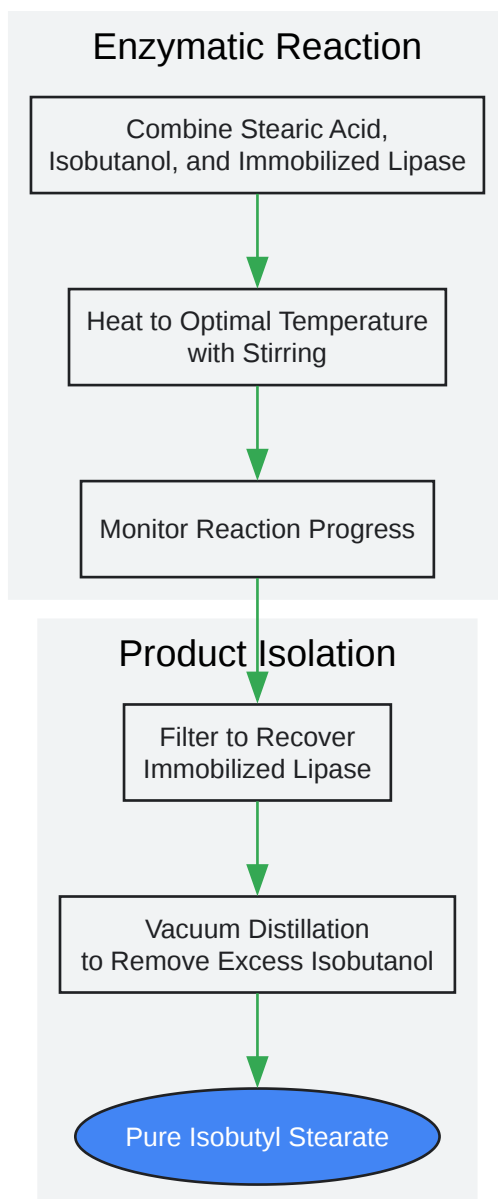 Enzymatic Reaction
Combine Stearic Acid,
Isobutanol, and Immobilized Lipase
Heat to Optimal Temperature
with Stirring
Monitor Reaction Progress
Product Isolation
Filter to Recover
Immobilized Lipase
Vacuum Distillation
to Remove Excess Isobutanol
Pure Isobutyl Stearate